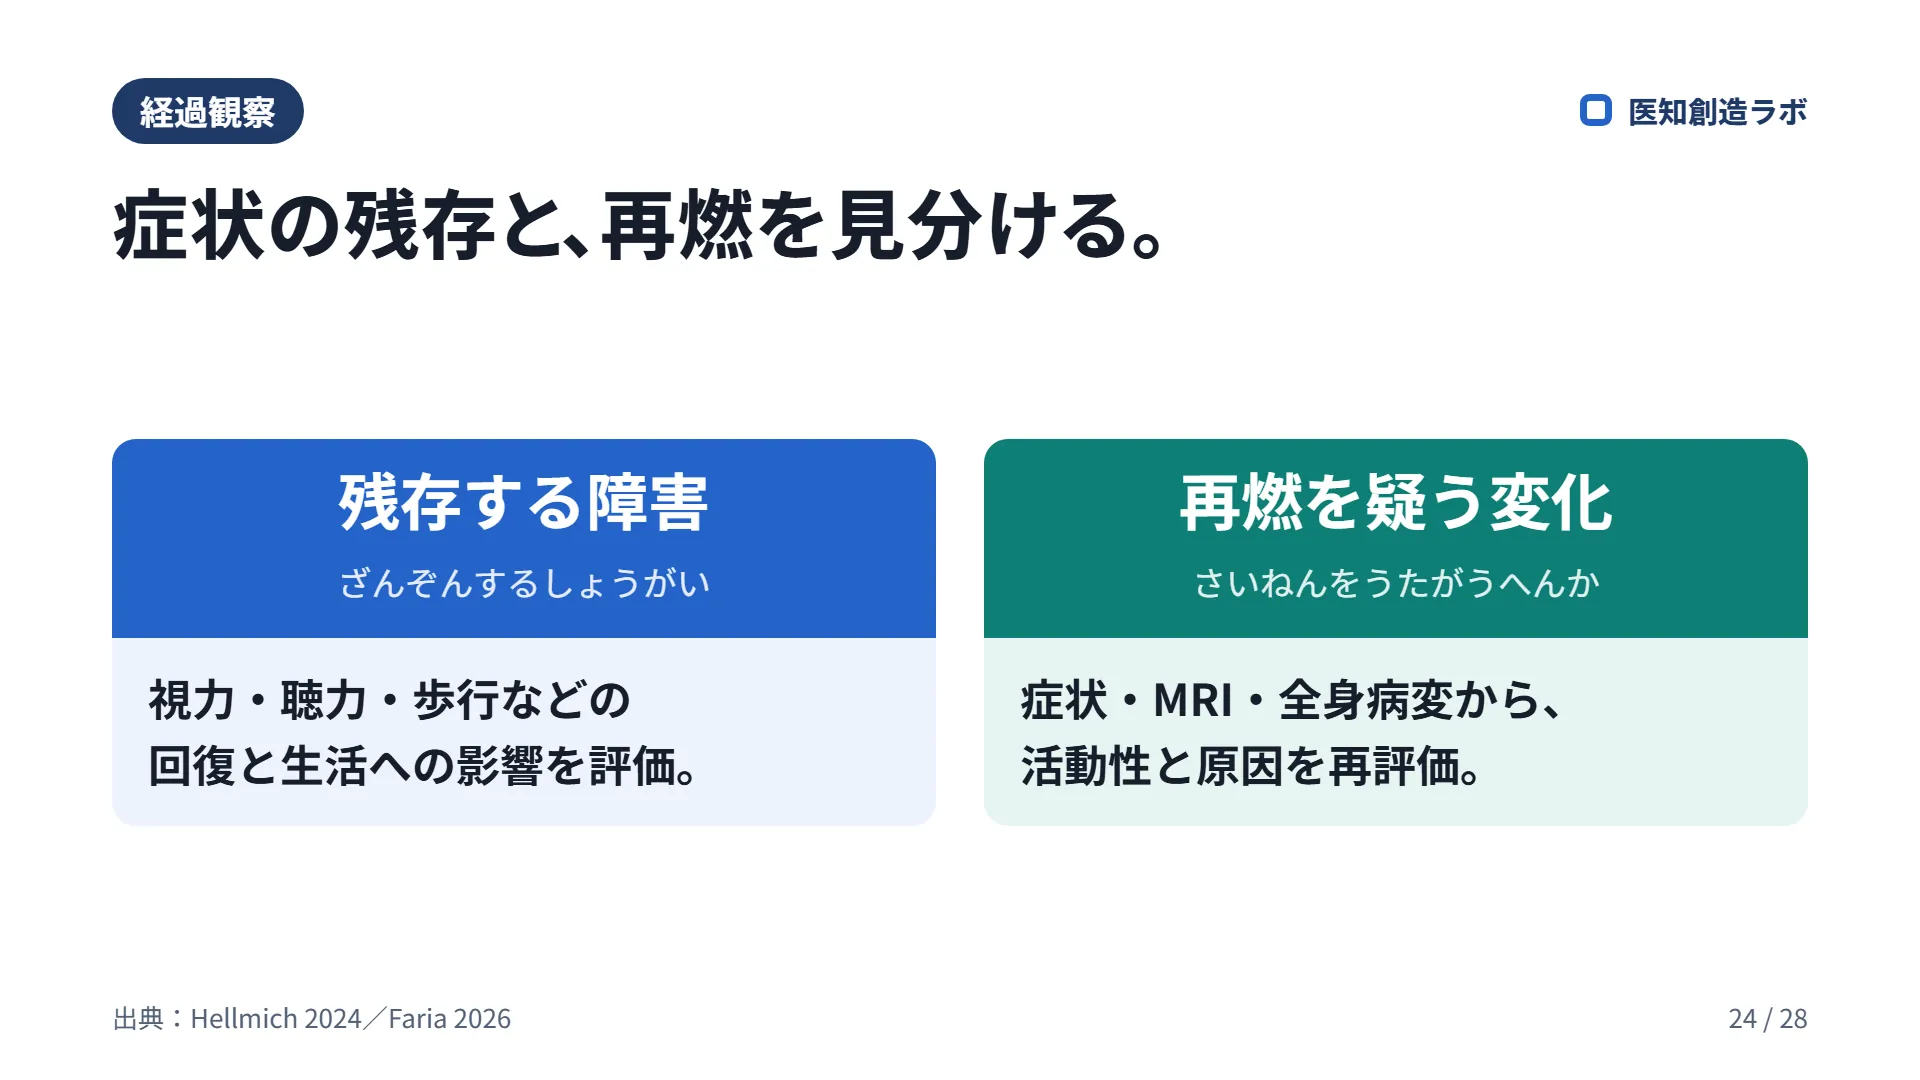 経過観察
医知創造ラボ
症状の残存と、再燃を見分ける。
残存する障害
ざんぞんするしょうがい
視力・聴力・歩行などの
回復と生活への影響を評価。
再燃を疑う変化
さいねんをうたがうへんか
症状・MRI・全身病変から、
活動性と原因を再評価。
出典：Hellmich 2024／Faria 2026
24 / 28